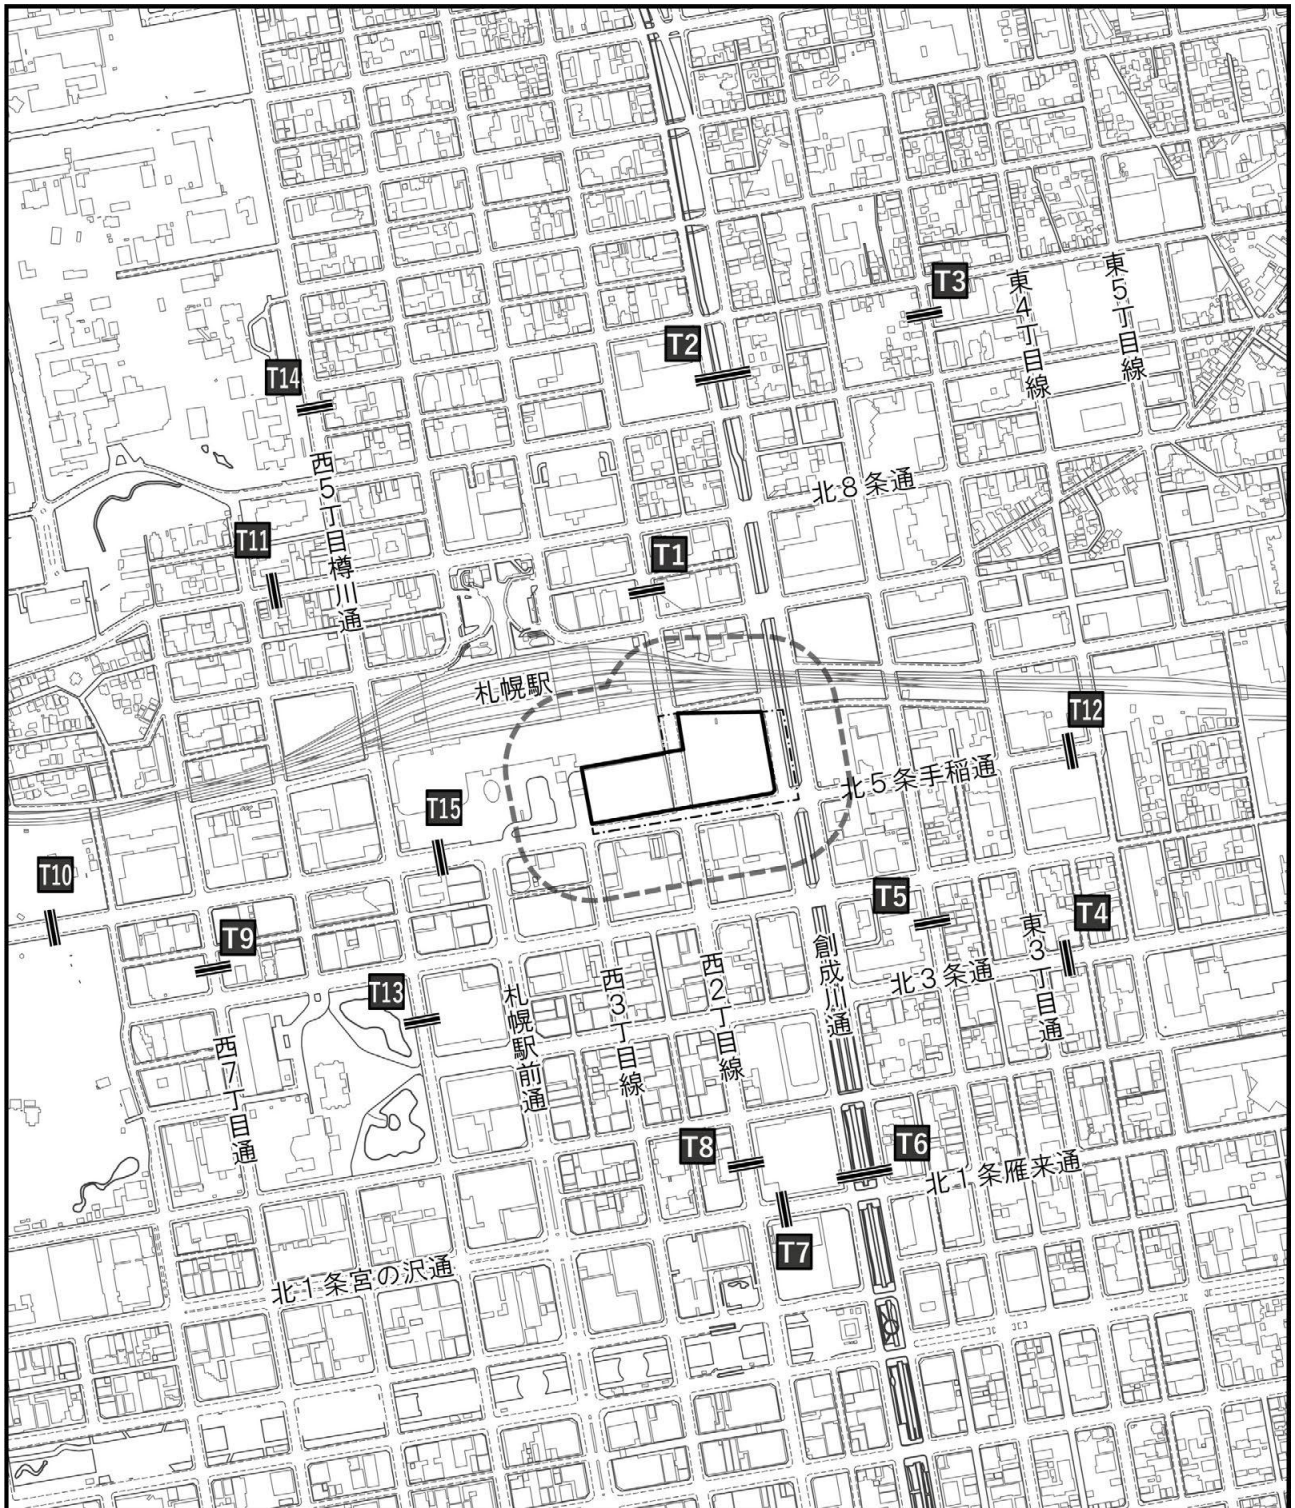 T3
東4丁目線
東5丁目線
T2
T14
西5丁目樽川通
北8条通
T11
T1
札幌駅
T12
北5条手稲通
T15
T10
T9
T5
T4
東3丁目通
創成川通
北3条通
T13
札幌駅前通
西3丁目線
西2丁目線
西7丁目通
T8
T6
北1条雁来通
T7
北1条宮の沢通